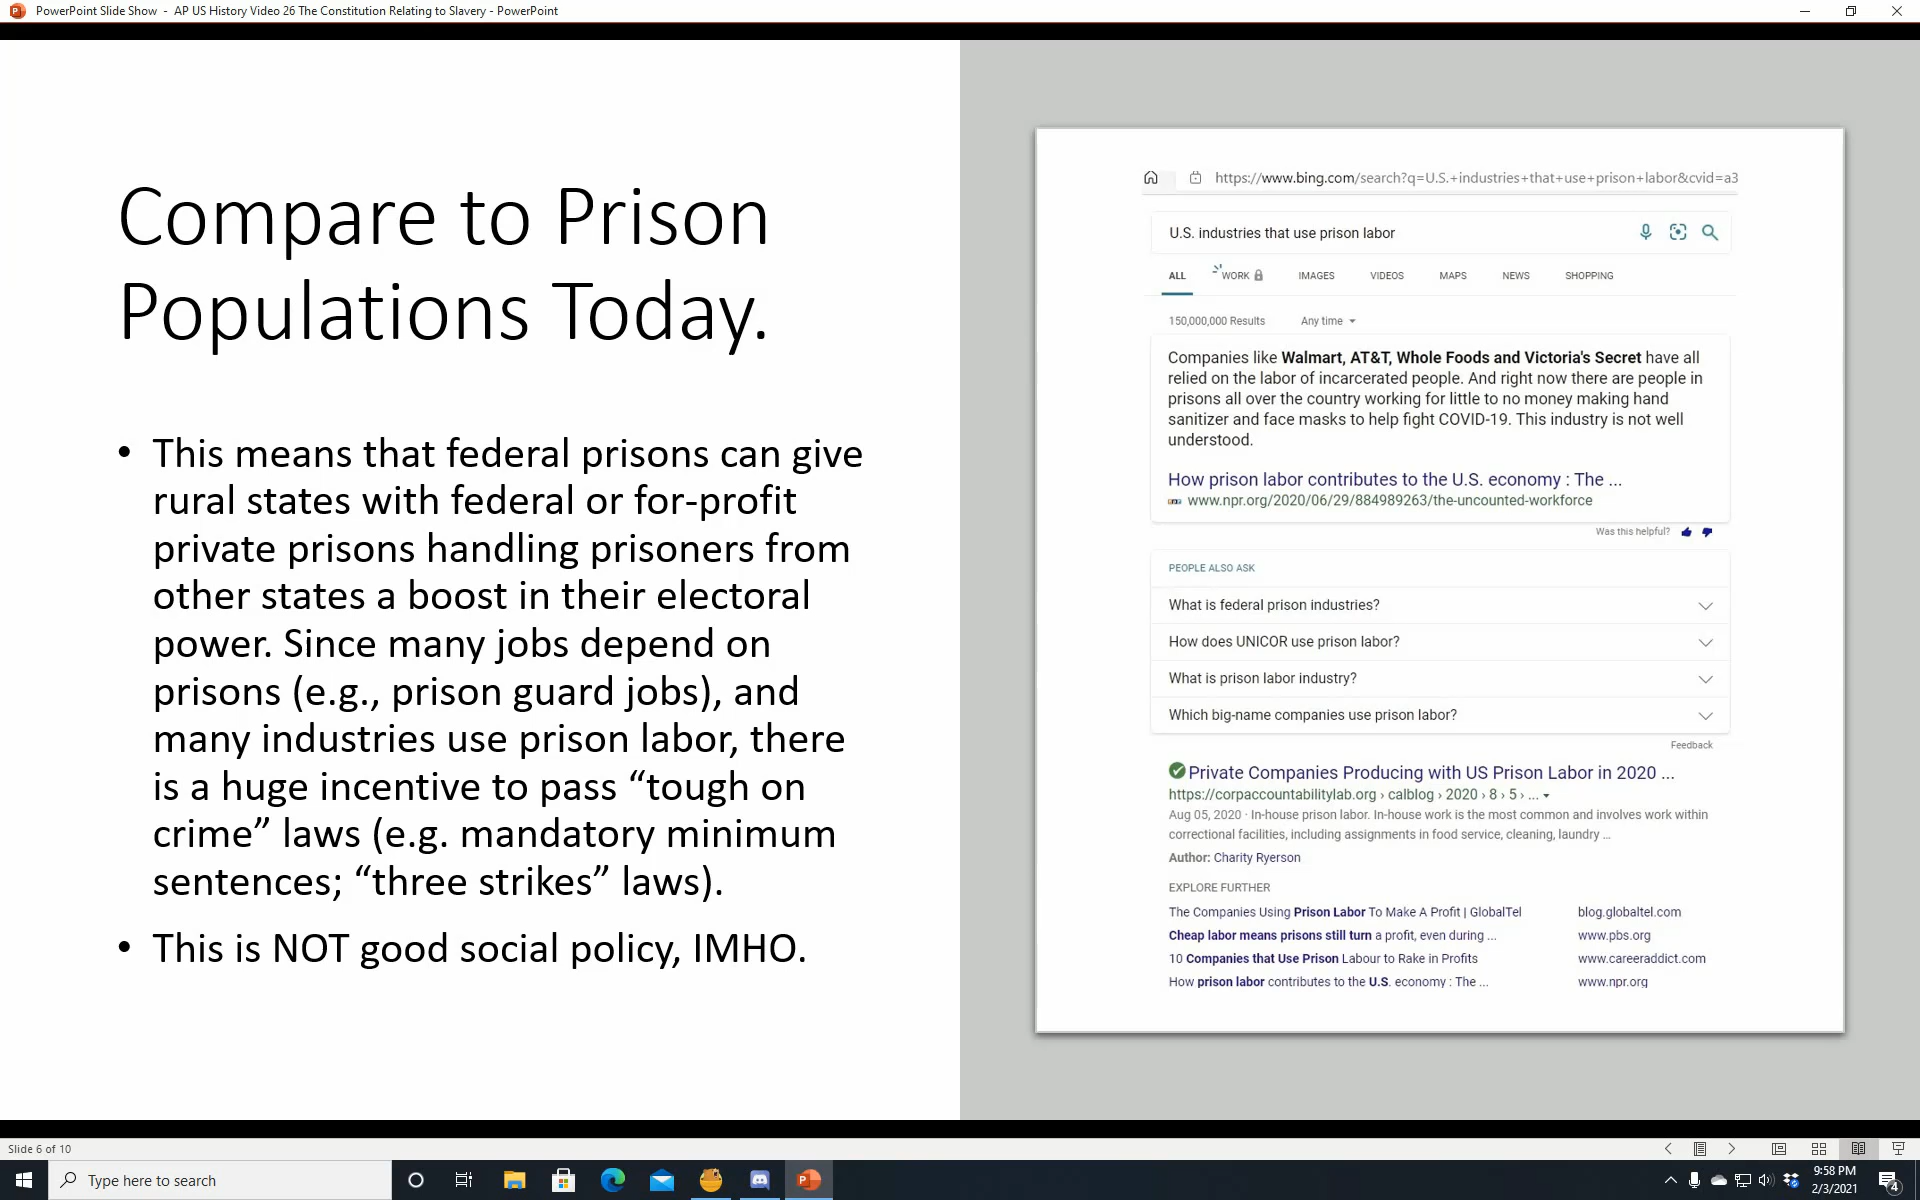 PowerPoint Slide Show - AP US History Video 26 The Constitution Relating to Slavery - PowerPoint
Compare to Prison
Populations Today.
• This means that federal prisons can give
rural states with federal or for-profit
private prisons handling prisoners from
other states a boost in their electoral
power. Since many jobs depend on
prisons (e.g., prison guard jobs), and
many industries use prison labor, there
is a huge incentive to pass “tough on
crime” laws (e.g. mandatory minimum
sentences; “three strikes” laws).
• This is NOT good social policy, IMHO.
https://www.bing.com/search?q=U.S.+industries+that+use+prison+labor&cvid=a3
U.S. industries that use prison labor
ALL WORK IMAGES VIDEOS MAPS NEWS SHOPPING
150,000,000 Results Any time
Companies like Walmart, AT&T, Whole Foods and Victoria's Secret have all
relied on the labor of incarcerated people. And right now there are people in
prisons all over the country working for little to no money making hand
sanitizer and face masks to help fight COVID-19. This industry is not well
understood.
How prison labor contributes to the U.S. economy : The ...
www.npr.org/2020/06/29/884989263/the-uncounted-workforce
Was this helpful?
PEOPLE ALSO ASK
What is federal prison industries?
How does UNICOR use prison labor?
What is prison labor industry?
Which big-name companies use prison labor?
Feedback
Private Companies Producing with US Prison Labor in 2020 ...
https://corpaccountabilitylab.org › calblog › 2020 › 8 › 5 › ...
Aug 05, 2020 · In-house prison labor. In-house work is the most common and involves work within
correctional facilities, including assignments in food service, cleaning, laundry ...
Author: Charity Ryerson
EXPLORE FURTHER
The Companies Using Prison Labor To Make A Profit | GlobalTel blog.globaltel.com
Cheap labor means prisons still turn a profit, even during ... www.pbs.org
10 Companies that Use Prison Labour to Rake in Profits www.careeraddict.com
How prison labor contributes to the U.S. economy : The ... www.npr.org
Slide 6 of 10
Type here to search
9:58 PM
2/3/2021
4